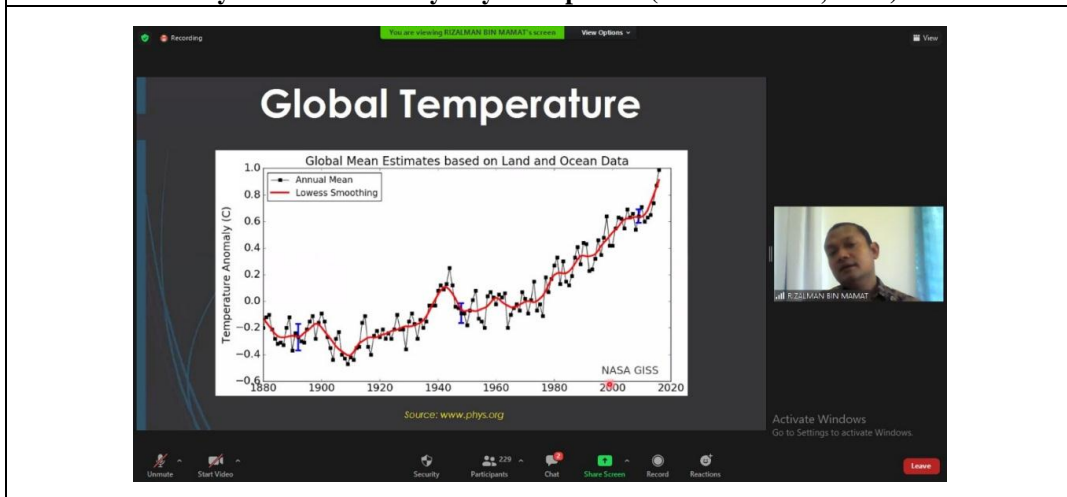 Recording
You are viewing RIZALMAN BIN MAMAT's screen View Options
View
Global Temperature
Global Mean Estimates based on Land and Ocean Data
Annual Mean
Lowess Smoothing
Temperature Anomaly (C)
1.0
0.8
0.6
0.4
0.2
0.0
−0.2
−0.4
−0.6
NASA GISS
1880 1900 1920 1940 1960 1980 2000 2020
Source: www.phys.org
RIZALMAN BIN MAMAT
Activate Windows
Go to Settings to activate Windows.
Unmute Start Video Security Participants 229 Chat 2 Share Screen Record Reactions Leave